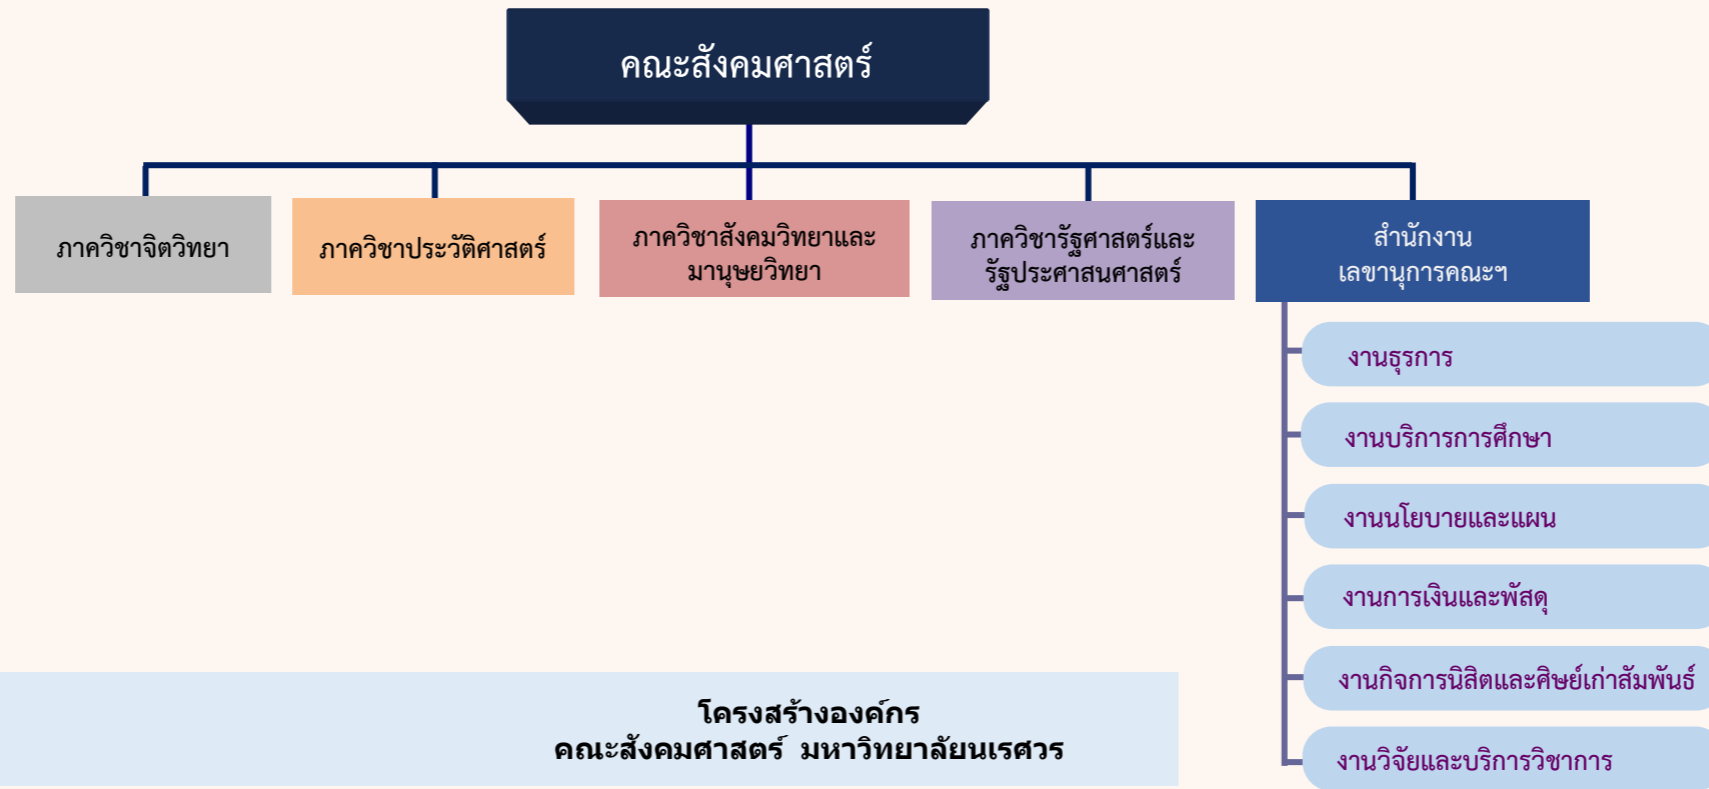 คณะสังคมศาสตร์
ภาควิชาจิตวิทยา
ภาควิชาประวัติศาสตร์
ภาควิชาสังคมวิทยาและ
มานุษยวิทยา
ภาควิชารัฐศาสตร์และ
รัฐประศาสนศาสตร์
สำนักงาน
เลขานุการคณะฯ
งานธุรการ
งานบริการการศึกษา
งานนโยบายและแผน
งานการเงินและพัสดุ
งานกิจการนิสิตและศิษย์เก่าสัมพันธ์
งานวิจัยและบริการวิชาการ
โครงสร้างองค์กร
คณะสังคมศาสตร์ มหาวิทยาลัยนเรศวร